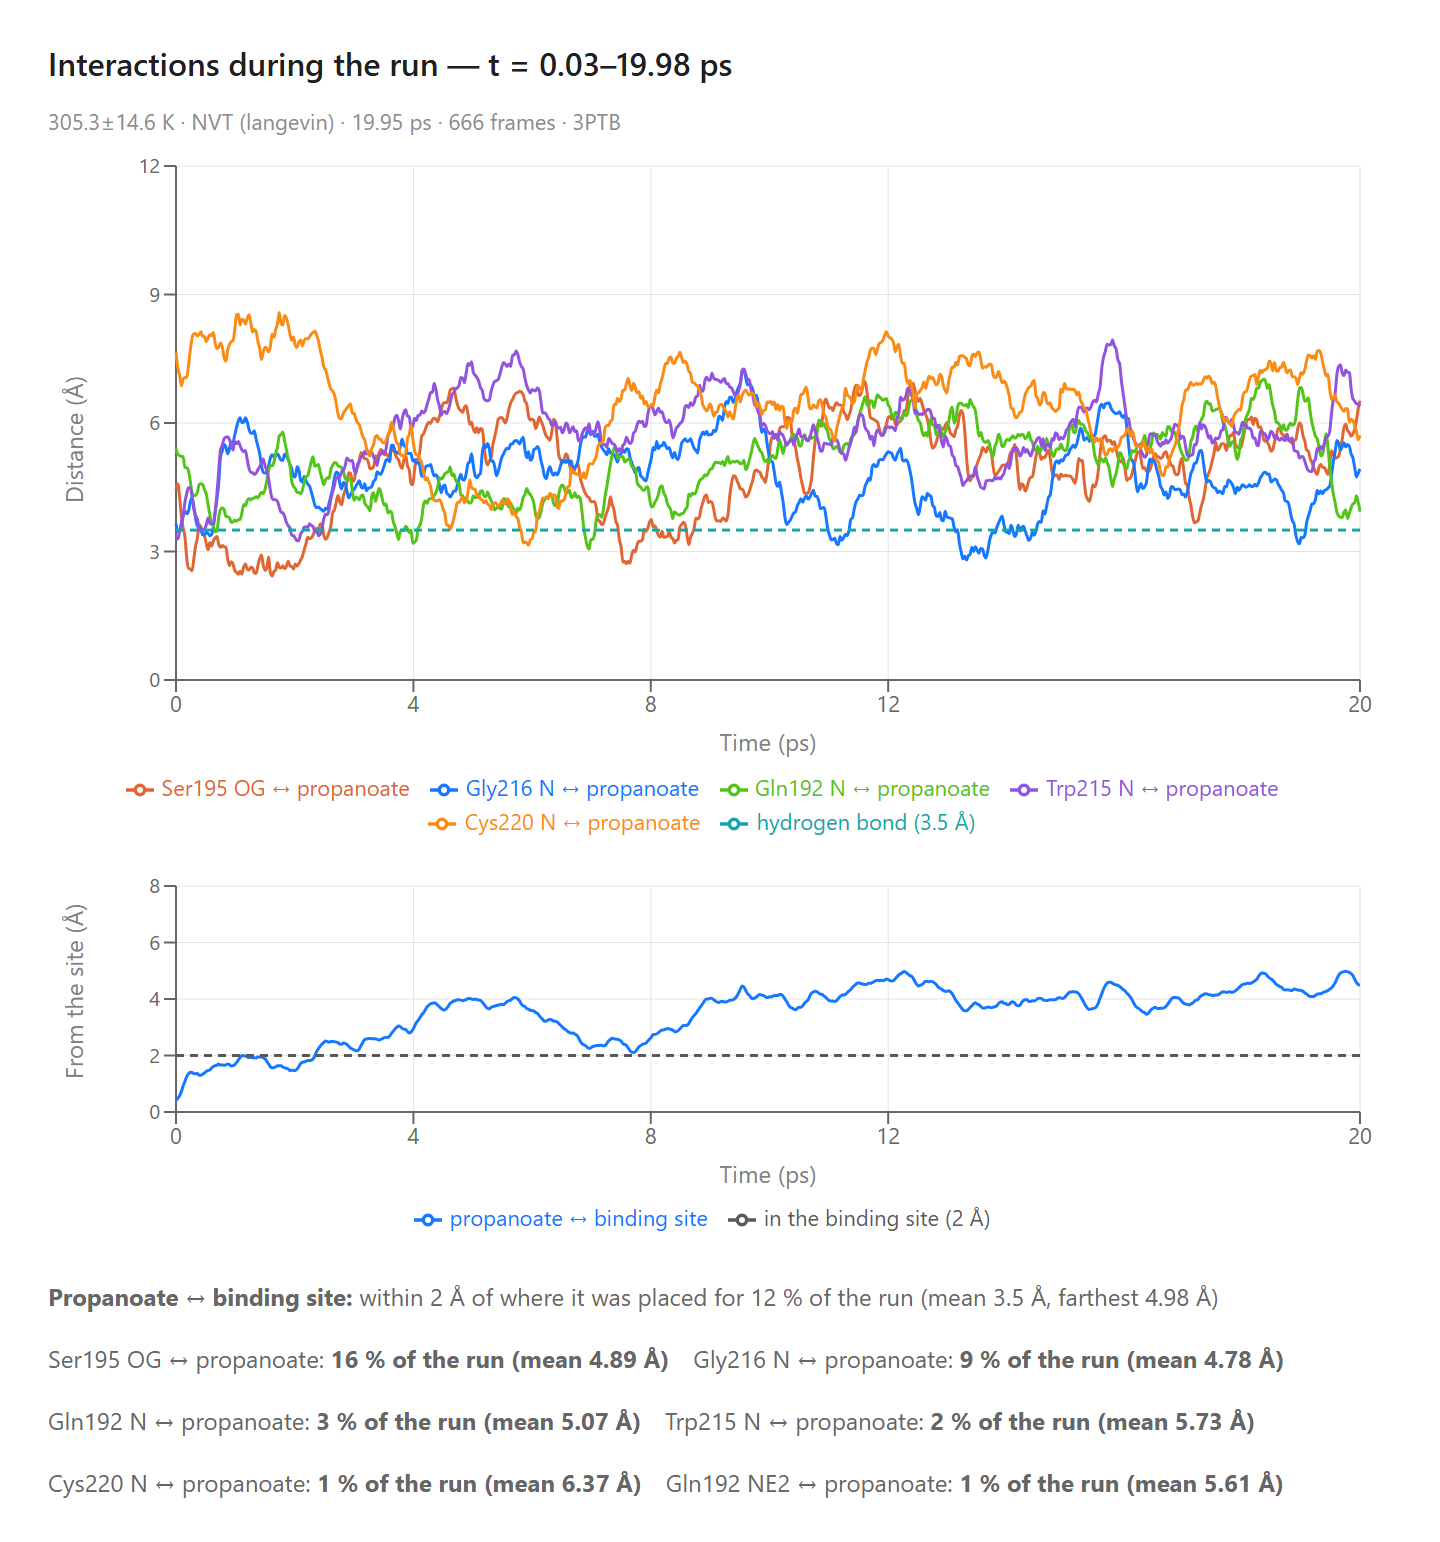 Interactions during the run — t = 0.03–19.98 ps
305.3±14.6 K · NVT (langevin) · 19.95 ps · 666 frames · 3PTB
12
9
6
3
0
Distance (Å)
0 4 8 12 20
Time (ps)
Ser195 OG ↔ propanoate Gly216 N ↔ propanoate Gln192 N ↔ propanoate Trp215 N ↔ propanoate
Cys220 N ↔ propanoate hydrogen bond (3.5 Å)
8
6
4
2
0
From the site (Å)
0 4 8 12 20
Time (ps)
propanoate ↔ binding site in the binding site (2 Å)
Propanoate ↔ binding site: within 2 Å of where it was placed for 12 % of the run (mean 3.5 Å, farthest 4.98 Å)
Ser195 OG ↔ propanoate: 16 % of the run (mean 4.89 Å) Gly216 N ↔ propanoate: 9 % of the run (mean 4.78 Å)
Gln192 N ↔ propanoate: 3 % of the run (mean 5.07 Å) Trp215 N ↔ propanoate: 2 % of the run (mean 5.73 Å)
Cys220 N ↔ propanoate: 1 % of the run (mean 6.37 Å) Gln192 NE2 ↔ propanoate: 1 % of the run (mean 5.61 Å)